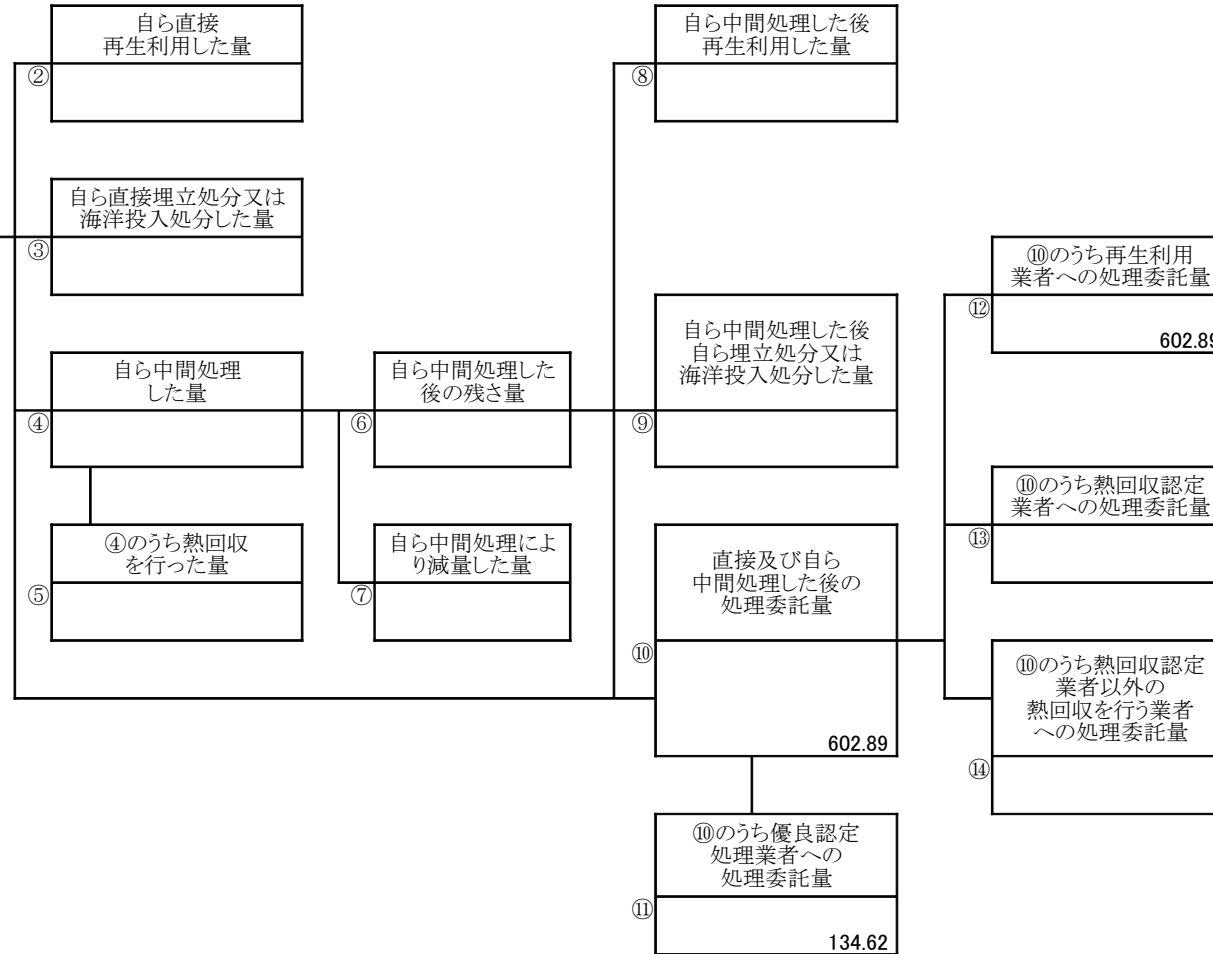 自ら直接
再生利用した量
②
自ら直接埋立処分又は
海洋投入処分した量
③
自ら中間処理
した量
④
④のうち熱回収
を行った量
⑤
自ら中間処理した
後の残さ量
⑥
自ら中間処理によ
り減量した量
⑦
自ら中間処理した後
再生利用した量
⑧
自ら中間処理した後
自ら埋立処分又は
海洋投入処分した量
⑨
直接及び自ら
中間処理した後の
処理委託量
⑩
602.89
⑩のうち優良認定
処理業者への
処理委託量
⑪
134.62
⑩のうち再生利用
業者への処理委託量
⑫
602.89
⑩のうち熱回収認定
業者への処理委託量
⑬
⑩のうち熱回収認定
業者以外の
熱回収を行う業者
への処理委託量
⑭